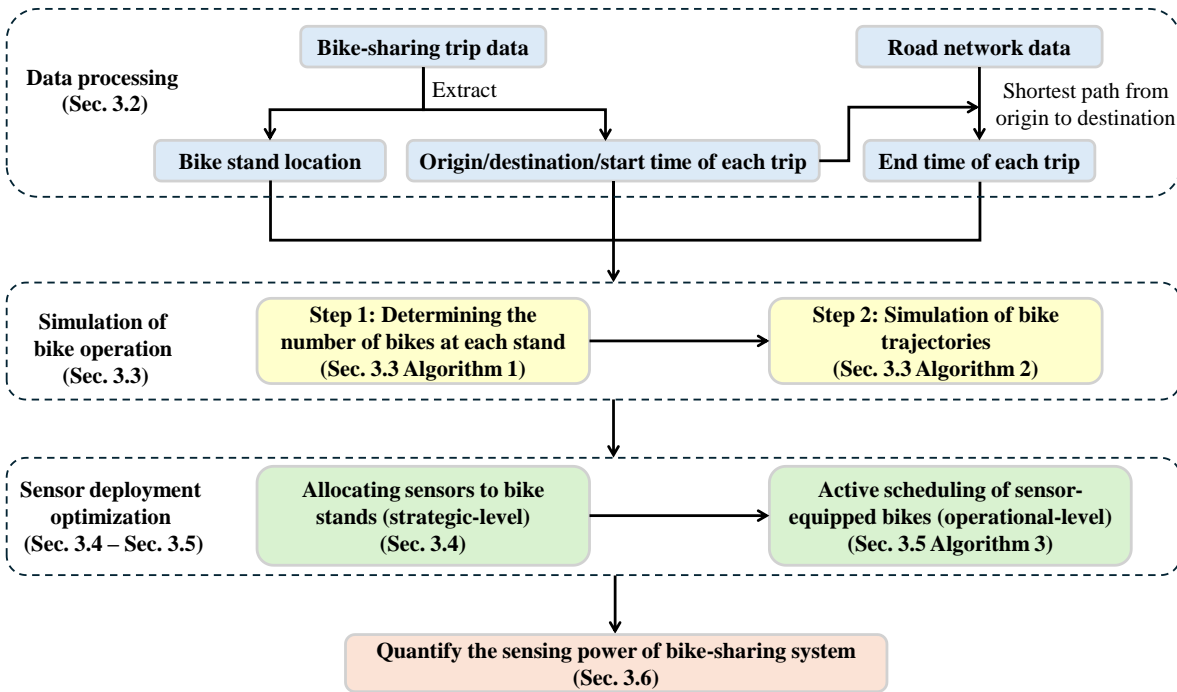 Bike-sharing trip data
Road network data
Data processing
(Sec. 3.2)
Extract
Shortest path from
origin to destination
Bike stand location
Origin/destination/start time of each trip
End time of each trip
Simulation of
bike operation
(Sec. 3.3)
Step 1: Determining the
number of bikes at each stand
(Sec. 3.3 Algorithm 1)
Step 2: Simulation of bike
trajectories
(Sec. 3.3 Algorithm 2)
Sensor deployment
optimization
(Sec. 3.4 – Sec. 3.5)
Allocating sensors to bike
stands (strategic-level)
(Sec. 3.4)
Active scheduling of sensor-
equipped bikes (operational-level)
(Sec. 3.5 Algorithm 3)
Quantify the sensing power of bike-sharing system
(Sec. 3.6)